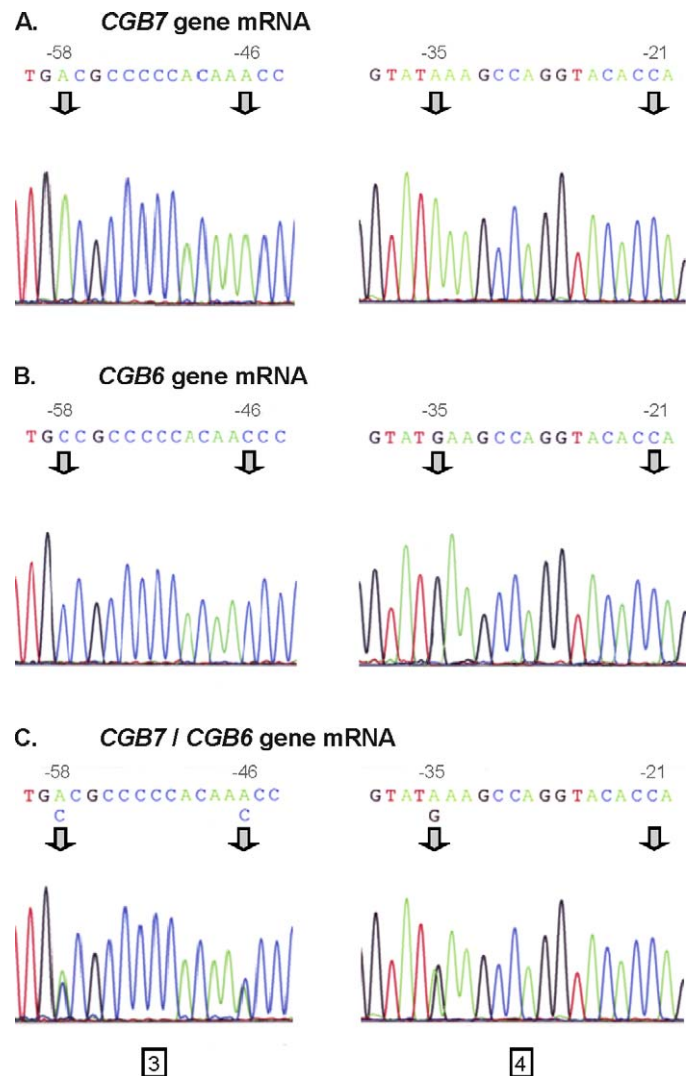 A. CGB7 gene mRNA
-58 -46 -35 -21
TGACGCCCCCACAAACC GTATAAAGCCAGGTACACCA
B. CGB6 gene mRNA
-58 -46 -35 -21
TGCCGCCCCCACAACCC GTATGAAGCCAGGTACACCA
C. CGB7 / CGB6 gene mRNA
-58 -46 -35 -21
TGACGCCCCCACAAACC GTATAAAGCCAGGTACACCA
C C G
3 4